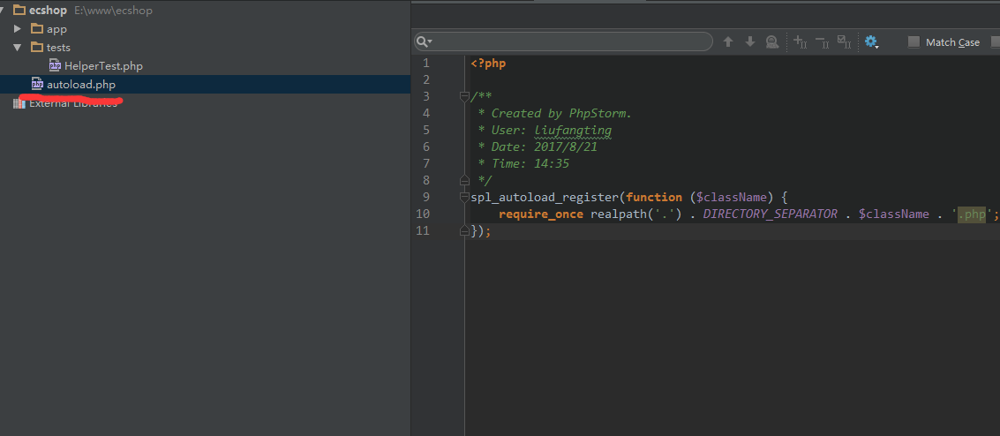 ecshop E:\www\ecshop
app
tests
HelperTest.php
autoload.php
External Libraries
Match Case
1 <?php
2
3 /**
4 * Created by PhpStorm.
5 * User: liufangting
6 * Date: 2017/8/21
7 * Time: 14:35
8 */
9 spl_autoload_register(function ($className) {
10 require_once realpath('.') . DIRECTORY_SEPARATOR . $className . '.php';
11 });